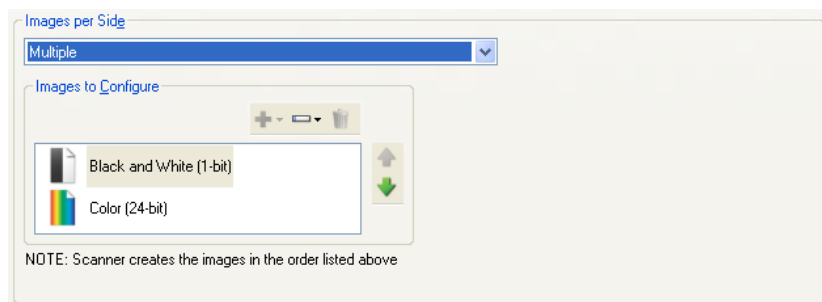 Images per Side
Multiple
Images to Configure
Black and White (1-bit)
Color (24-bit)
NOTE: Scanner creates the images in the order listed above